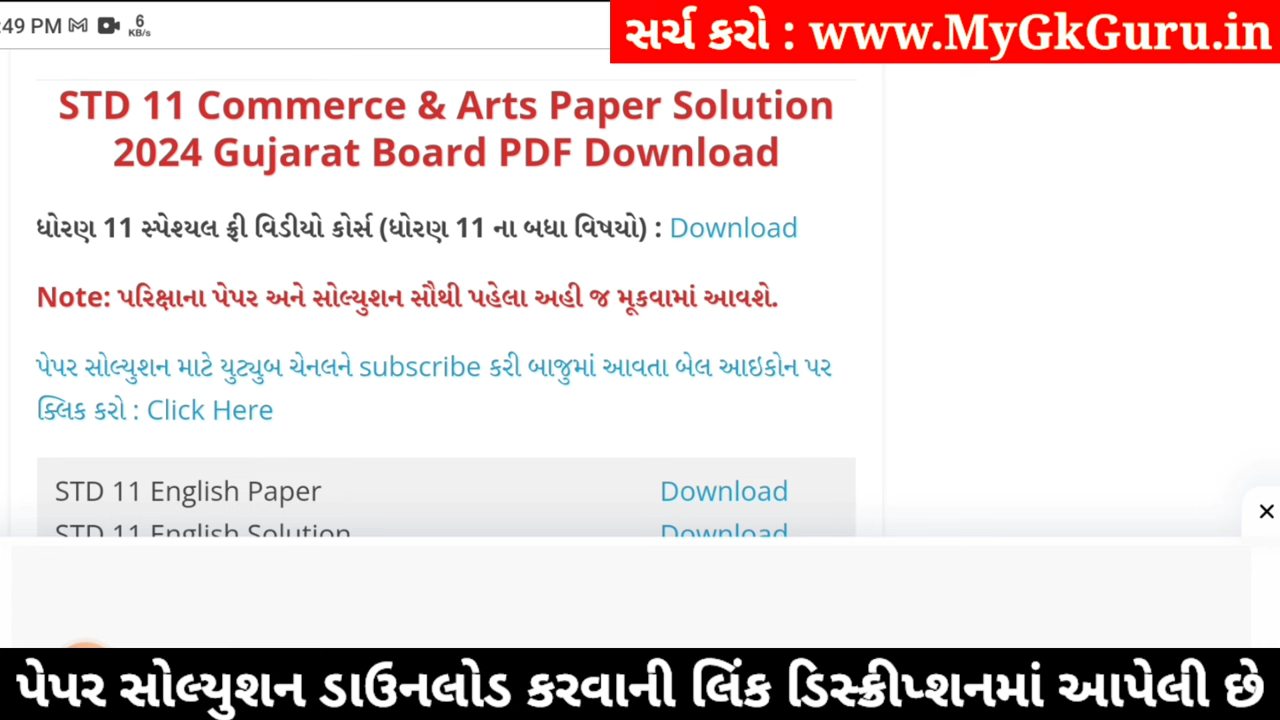 :49 PM 6 KB/s
સર્ચ કરો : www.MyGkGuru.in
STD 11 Commerce & Arts Paper Solution
2024 Gujarat Board PDF Download
ધોરણ 11 સ્પેશ્યલ ફ્રી વિડીયો કોર્સ (ધોરણ 11 ના બધા વિષયો) : Download
Note: પરિક્ષાના પેપર અને સોલ્યુશન સૌથી પહેલા અહી જ મૂકવામાં આવશે.
પેપર સોલ્યુશન માટે યુટ્યુબ ચેનલને subscribe કરી બાજુમાં આવતા બેલ આઇકોન પર
ક્લિક કરો : Click Here
STD 11 English Paper Download
STD 11 English Solution Download
પેપર સોલ્યુશન ડાઉનલોડ કરવાની લિંક ડિસ્ક્રીપ્શનમાં આપેલી છે